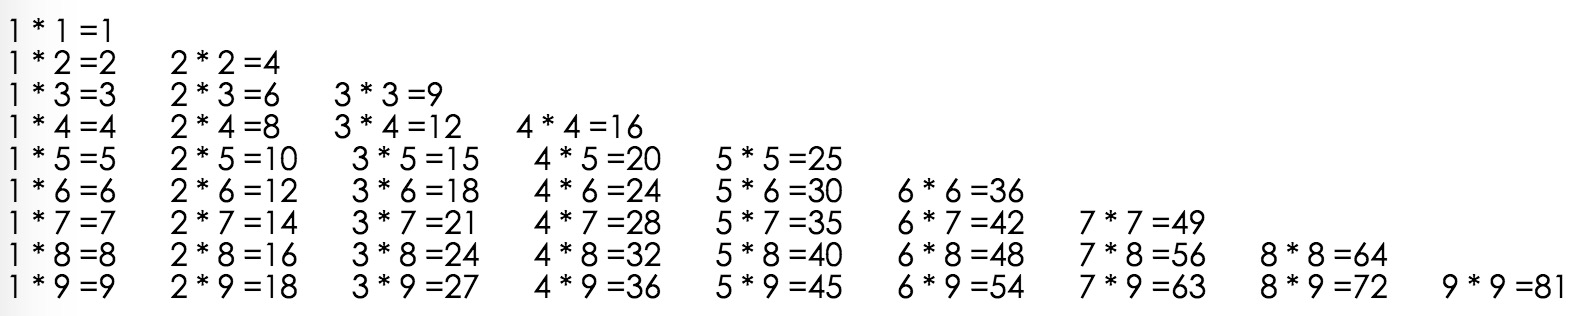 1 * 1 =1
1 * 2 =2 2 * 2 =4
1 * 3 =3 2 * 3 =6 3 * 3 =9
1 * 4 =4 2 * 4 =8 3 * 4 =12 4 * 4 =16
1 * 5 =5 2 * 5 =10 3 * 5 =15 4 * 5 =20 5 * 5 =25
1 * 6 =6 2 * 6 =12 3 * 6 =18 4 * 6 =24 5 * 6 =30 6 * 6 =36
1 * 7 =7 2 * 7 =14 3 * 7 =21 4 * 7 =28 5 * 7 =35 6 * 7 =42 7 * 7 =49
1 * 8 =8 2 * 8 =16 3 * 8 =24 4 * 8 =32 5 * 8 =40 6 * 8 =48 7 * 8 =56 8 * 8 =64
1 * 9 =9 2 * 9 =18 3 * 9 =27 4 * 9 =36 5 * 9 =45 6 * 9 =54 7 * 9 =63 8 * 9 =72 9 * 9 =81